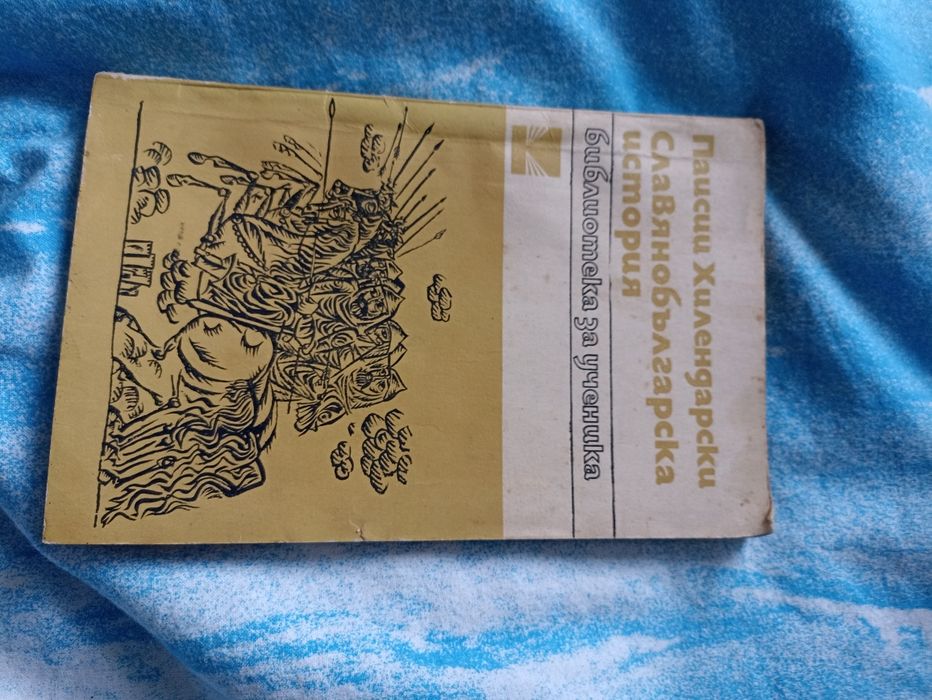 Паисий Хилендарски
Славянобългарска
история
библиотека за ученика